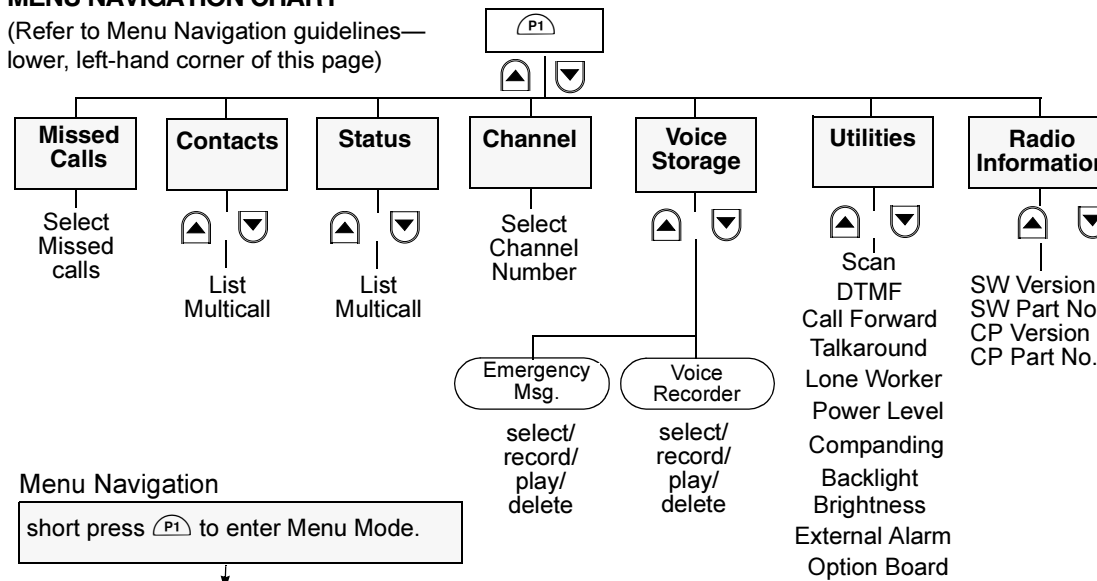 MENU NAVIGATION CHART
(Refer to Menu Navigation guidelines—
lower, left-hand corner of this page)
P1
Missed
Calls
Select
Missed
calls
Contacts
List
Multicall
Status
List
Multicall
Channel
Select
Channel
Number
Voice
Storage
Emergency
Msg.
select/
record/
play/
delete
Voice
Recorder
select/
record/
play/
delete
Utilities
Scan
DTMF
Call Forward
Talkaround
Lone Worker
Power Level
Companding
Backlight
Brightness
External Alarm
Option Board
Radio
Information
SW Version
SW Part No
CP Version
CP Part No.
Menu Navigation
short press P1 to enter Menu Mode.